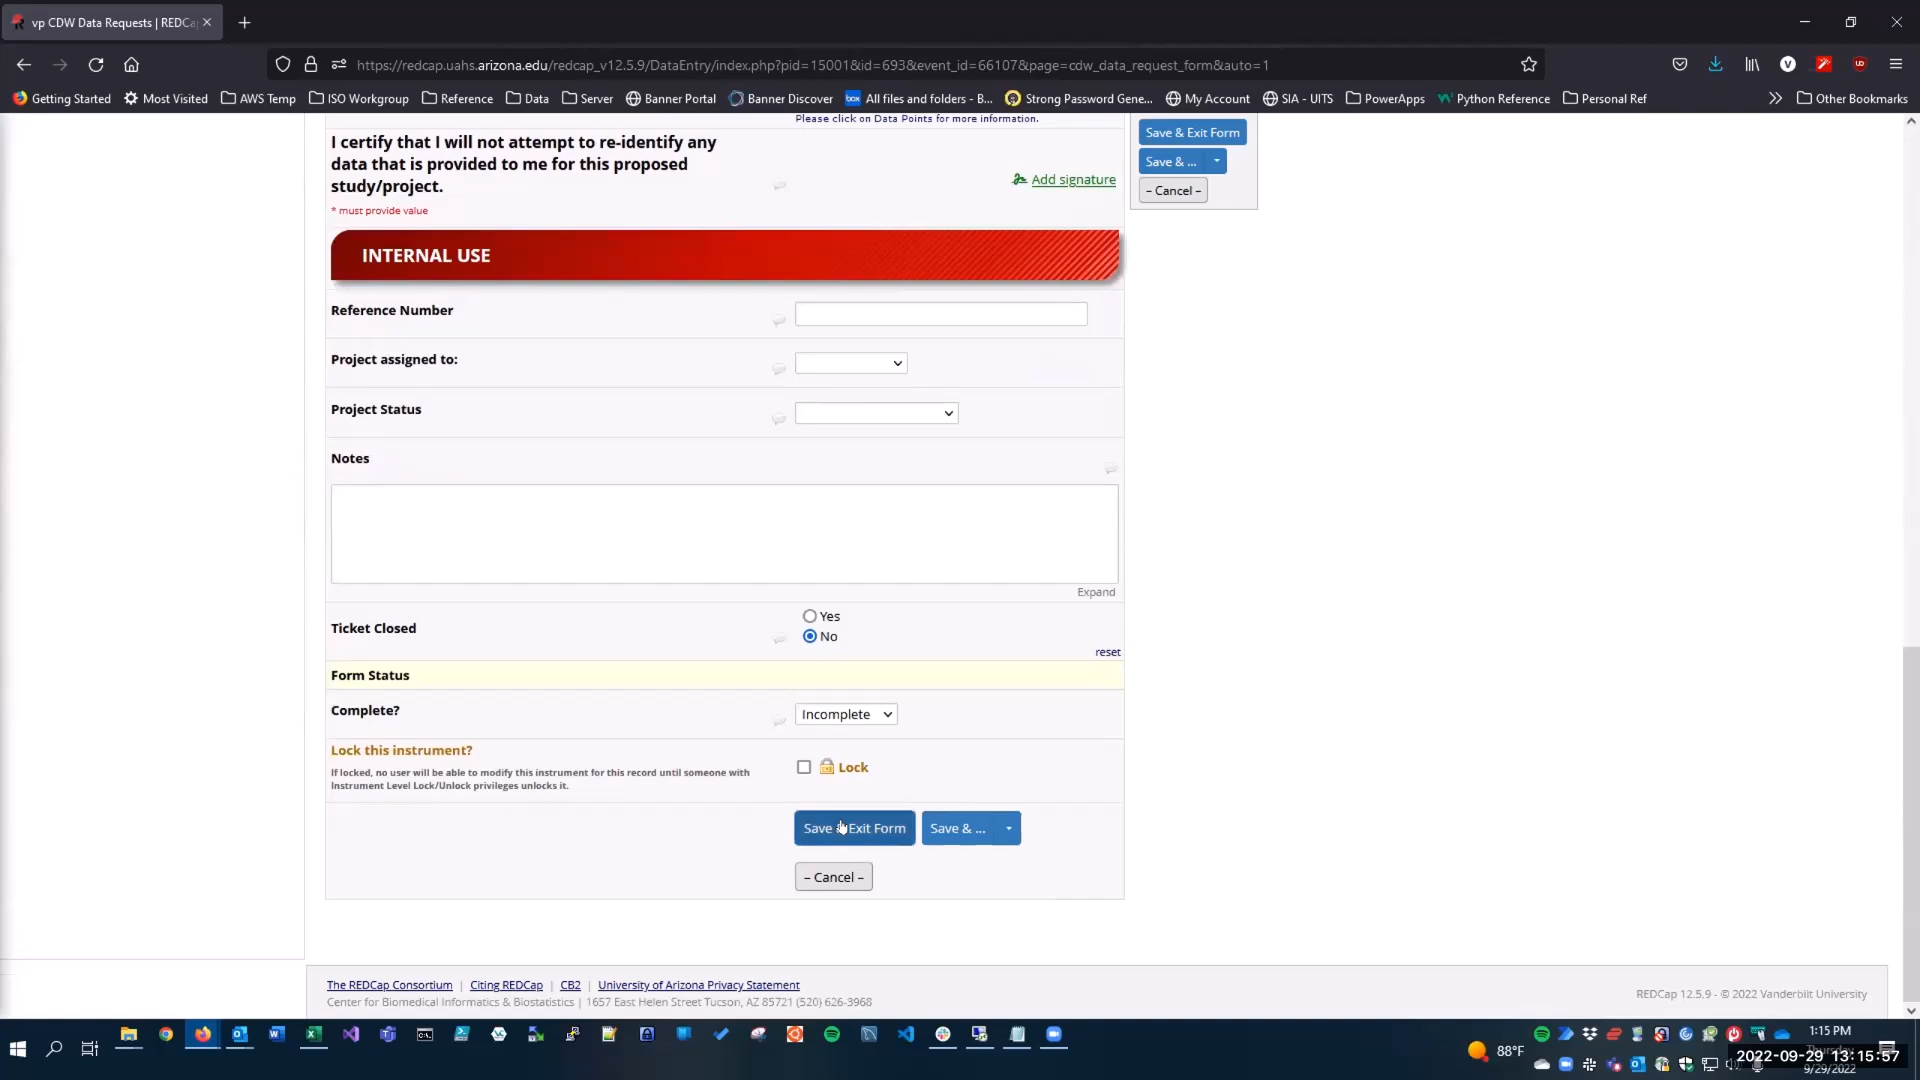 vp CDW Data Requests | REDCa
https://redcap.uahs.arizona.edu/redcap_v12.5.9/DataEntry/index.php?pid=15001&id=693&event_id=66107&page=cdw_data_request_form&auto=1
Getting Started Most Visited AWS Temp ISO Workgroup Reference Data Server Banner Portal Banner Discover All files and folders - B... Strong Password Gene... My Account SIA - UITS PowerApps Python Reference Personal Ref Other Bookmarks
Please click on Data Points for more information.
I certify that I will not attempt to re-identify any
data that is provided to me for this proposed
study/project.
* must provide value
Add signature
Save & Exit Form
Save & ...
– Cancel –
INTERNAL USE
Reference Number
Project assigned to:
Project Status
Notes
Expand
Ticket Closed
Yes
No
reset
Form Status
Complete?
Incomplete
Lock this instrument?
If locked, no user will be able to modify this instrument for this record until someone with
Instrument Level Lock/Unlock privileges unlocks it.
Lock
Save & Exit Form Save & ...
– Cancel –
The REDCap Consortium | Citing REDCap | CB2 | University of Arizona Privacy Statement
Center for Biomedical Informatics & Biostatistics | 1657 East Helen Street Tucson, AZ 85721 (520) 626-3968
REDCap 12.5.9 - © 2022 Vanderbilt University
88°F
1:15 PM
Thursday
2022-09-29 13:15:57
9/29/2022